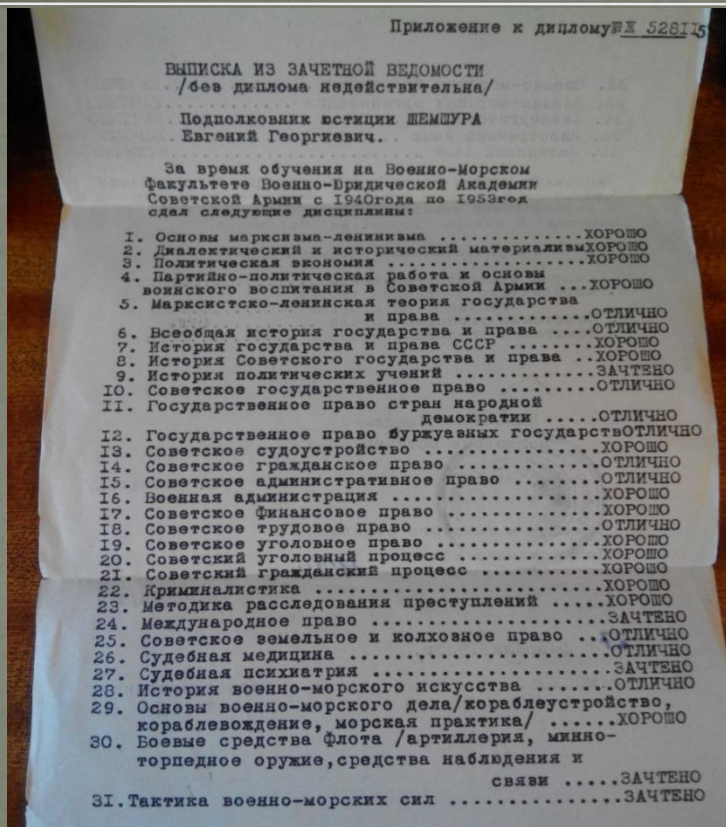 Приложение к диплому №Х 528II5
ВЫПИСКА ИЗ ЗАЧЕТНОЙ ВЕДОМОСТИ
/без диплома недействительна/
Подполковник юстиции ШЕМШУРА
Евгений Георгиевич.
За время обучения на Военно-Морском
факультете Военно-Юридической Академии
Советской Армии с I940года по I953год
сдал следующие дисциплины:
I. Основы марксизма-ленинизма ...............ХОРОШО
2. Диалектический и исторический материализмХОРОШО
3. Политическая экономия ....................ХОРОШО
4. Партийно-политическая работа и основы
воинского воспитания в Советской Армии ...ХОРОШО
5. Марксистско-ленинская теория государства
и права .............ОТЛИЧНО
6. Всеобщая история государства и права ....ОТЛИЧНО
7. История государства и права СССР ........ХОРОШО
8. История Советского государства и права ..ХОРОШО
9. История политических учений .............ЗАЧТЕНО
I0. Советское государственное право .........ОТЛИЧНО
II. Государственное право стран народной
демократии .....ОТЛИЧНО
I2. Государственное право буржуазных государствОТЛИЧНО
I3. Советское судоустройство ................ХОРОШО
I4. Советское гражданское право .............ОТЛИЧНО
I5. Советское административное право ........ОТЛИЧНО
I6. Военная администрация ...................ХОРОШО
I7. Советское финансовое право ..............ХОРОШО
I8. Советское трудовое право ................ОТЛИЧНО
I9. Советское уголовное право ...............ХОРОШО
20. Советский уголовный процесс .............ХОРОШО
2I. Советский гражданский процесс ...........ХОРОШО
22. Криминалистика ..........................ХОРОШО
23. Методика расследования преступлений .....ХОРОШО
24. Международное право .....................ЗАЧТЕНО
25. Советское земельное и колхозное право ...ОТЛИЧНО
26. Судебная медицина .......................ОТЛИЧНО
27. Судебная психиатрия .....................ЗАЧТЕНО
28. История военно-морского искусства .......ОТЛИЧНО
29. Основы военно-морского дела/кораблеустройство,
кораблевождение, морская практика/ ......ХОРОШО
30. Боевые средства Флота /артиллерия, минно-
торпедное оружие,средства наблюдения и
связи .....ЗАЧТЕНО
3I.Тактика военно-морских сил ...............ЗАЧТЕНО